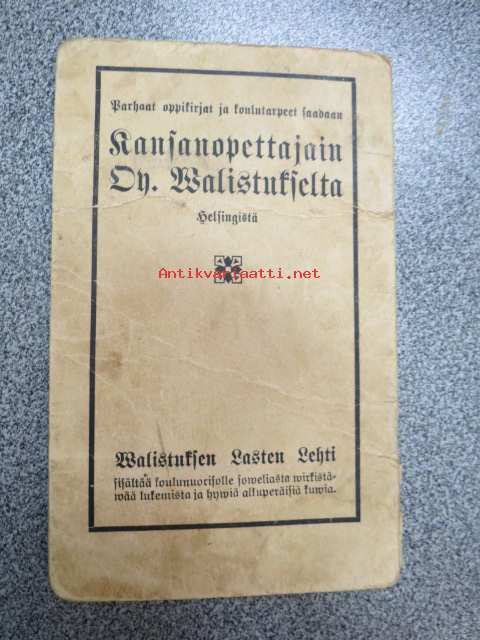 Parhaat oppikirjat ja koulutarpeet saadaan
Kansanopettajain
Oy. Walistukselta
Helsingistä
Antikvariaatti.net
Walistuksen Lasten Lehti
sisältää koulunuorisolle soweliasta wirkistä-
wää lukemista ja hywiä alkuperäisiä kuwia.